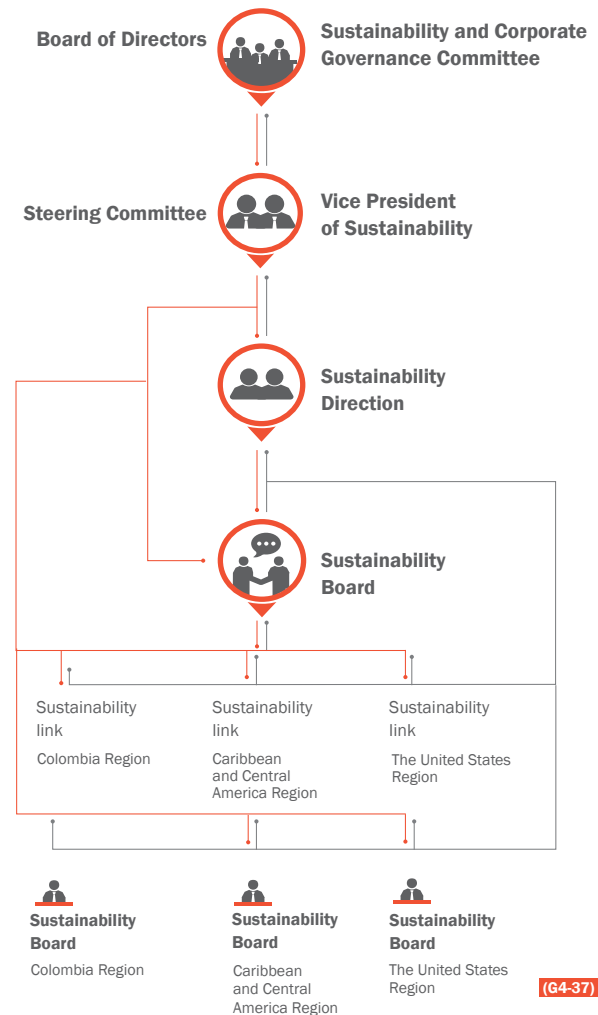 Board of Directors
Sustainability and Corporate
Governance Committee
Steering Committee
Vice President
of Sustainability
Sustainability
Direction
Sustainability
Board
Sustainability
link
Colombia Region
Sustainability
link
Caribbean
and Central
America Region
Sustainability
link
The United States
Region
Sustainability
Board
Colombia Region
Sustainability
Board
Caribbean
and Central
America Region
Sustainability
Board
The United States
Region
(G4-37)